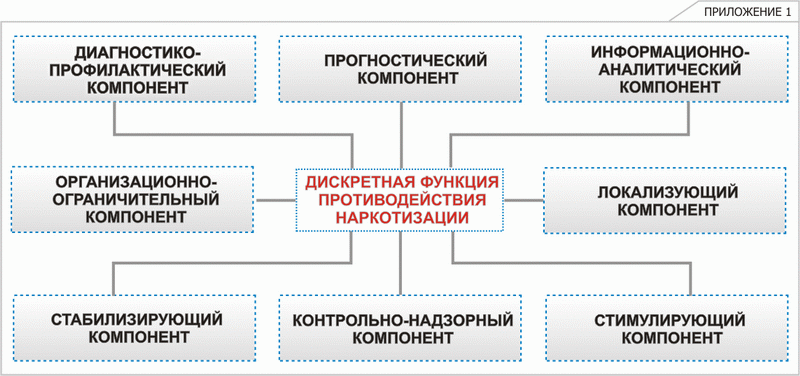 ПРИЛОЖЕНИЕ 1
ДИАГНОСТИКО-
ПРОФИЛАКТИЧЕСКИЙ
КОМПОНЕНТ
ПРОГНОСТИЧЕСКИЙ
КОМПОНЕНТ
ИНФОРМАЦИОННО-
АНАЛИТИЧЕСКИЙ
КОМПОНЕНТ
ОРГАНИЗАЦИОННО-
ОГРАНИЧИТЕЛЬНЫЙ
КОМПОНЕНТ
ДИСКРЕТНАЯ ФУНКЦИЯ
ПРОТИВОДЕЙСТВИЯ
НАРКОТИЗАЦИИ
ЛОКАЛИЗУЮЩИЙ
КОМПОНЕНТ
СТАБИЛИЗИРУЮЩИЙ
КОМПОНЕНТ
КОНТРОЛЬНО-НАДЗОРНЫЙ
КОМПОНЕНТ
СТИМУЛИРУЮЩИЙ
КОМПОНЕНТ